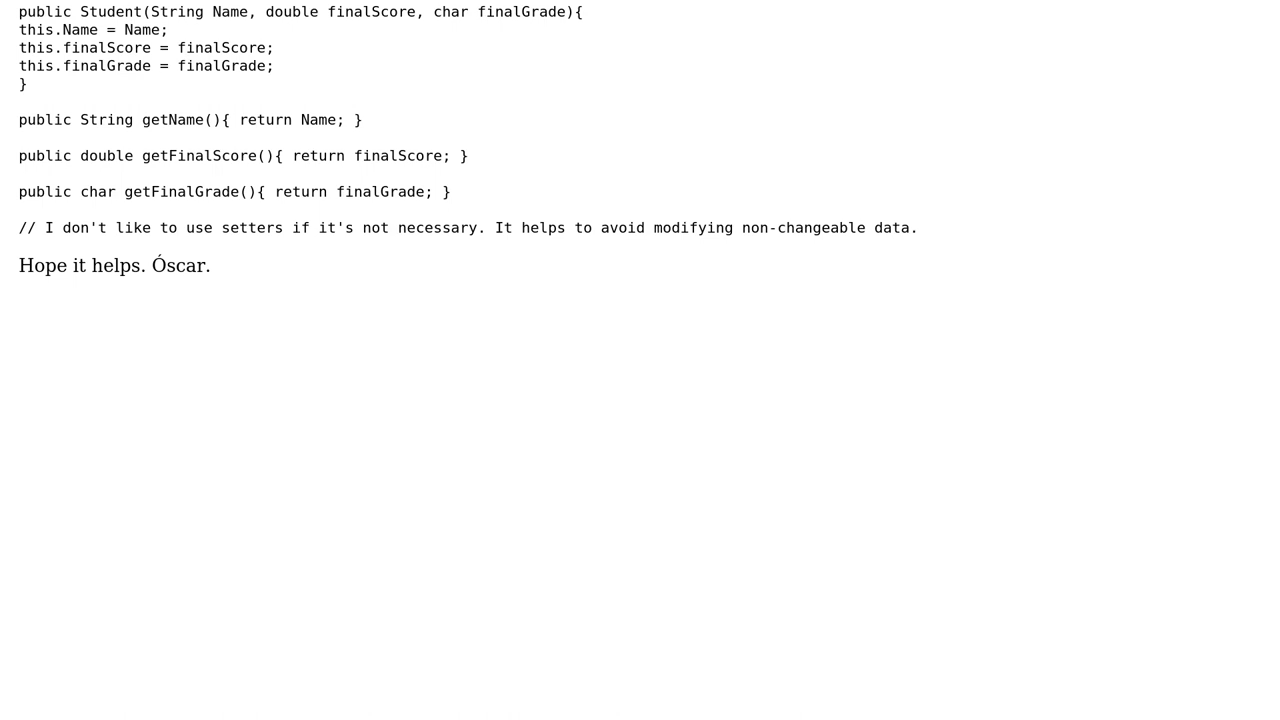 public Student(String Name, double finalScore, char finalGrade){
this.Name = Name;
this.finalScore = finalScore;
this.finalGrade = finalGrade;
}
public String getName(){ return Name; }
public double getFinalScore(){ return finalScore; }
public char getFinalGrade(){ return finalGrade; }
// I don't like to use setters if it's not necessary. It helps to avoid modifying non-changeable data.
Hope it helps. Óscar.